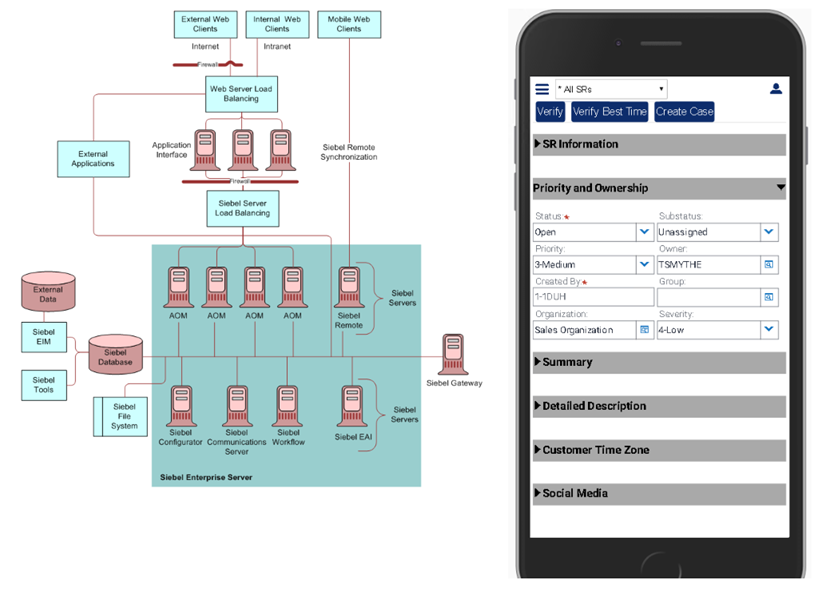 External Web
Clients
Internal Web
Clients
Mobile Web
Clients
Internet
Intranet
Firewall
Web Server Load
Balancing
Application
Interface
External
Applications
Siebel Remote
Synchronization
Firewall
Siebel Server
Load Balancing
AOM
AOM
AOM
AOM
Siebel
Remote
Siebel
Servers
External
Data
Siebel
EIM
Siebel
Database
Siebel
Tools
Siebel
File
System
Siebel Gateway
Siebel
Configurator
Siebel
Communications
Server
Siebel
Workflow
Siebel EAI
Siebel
Servers
Siebel Enterprise Server
* All SRs
Verify
Verify Best Time
Create Case
SR Information
Priority and Ownership
Status:*
Substatus:
Open
Unassigned
Priority:
Owner:
3-Medium
TSMYTHE
Created By:*
Group:
1-1DUH
Organization:
Severity:
Sales Organization
4-Low
Summary
Detailed Description
Customer Time Zone
Social Media